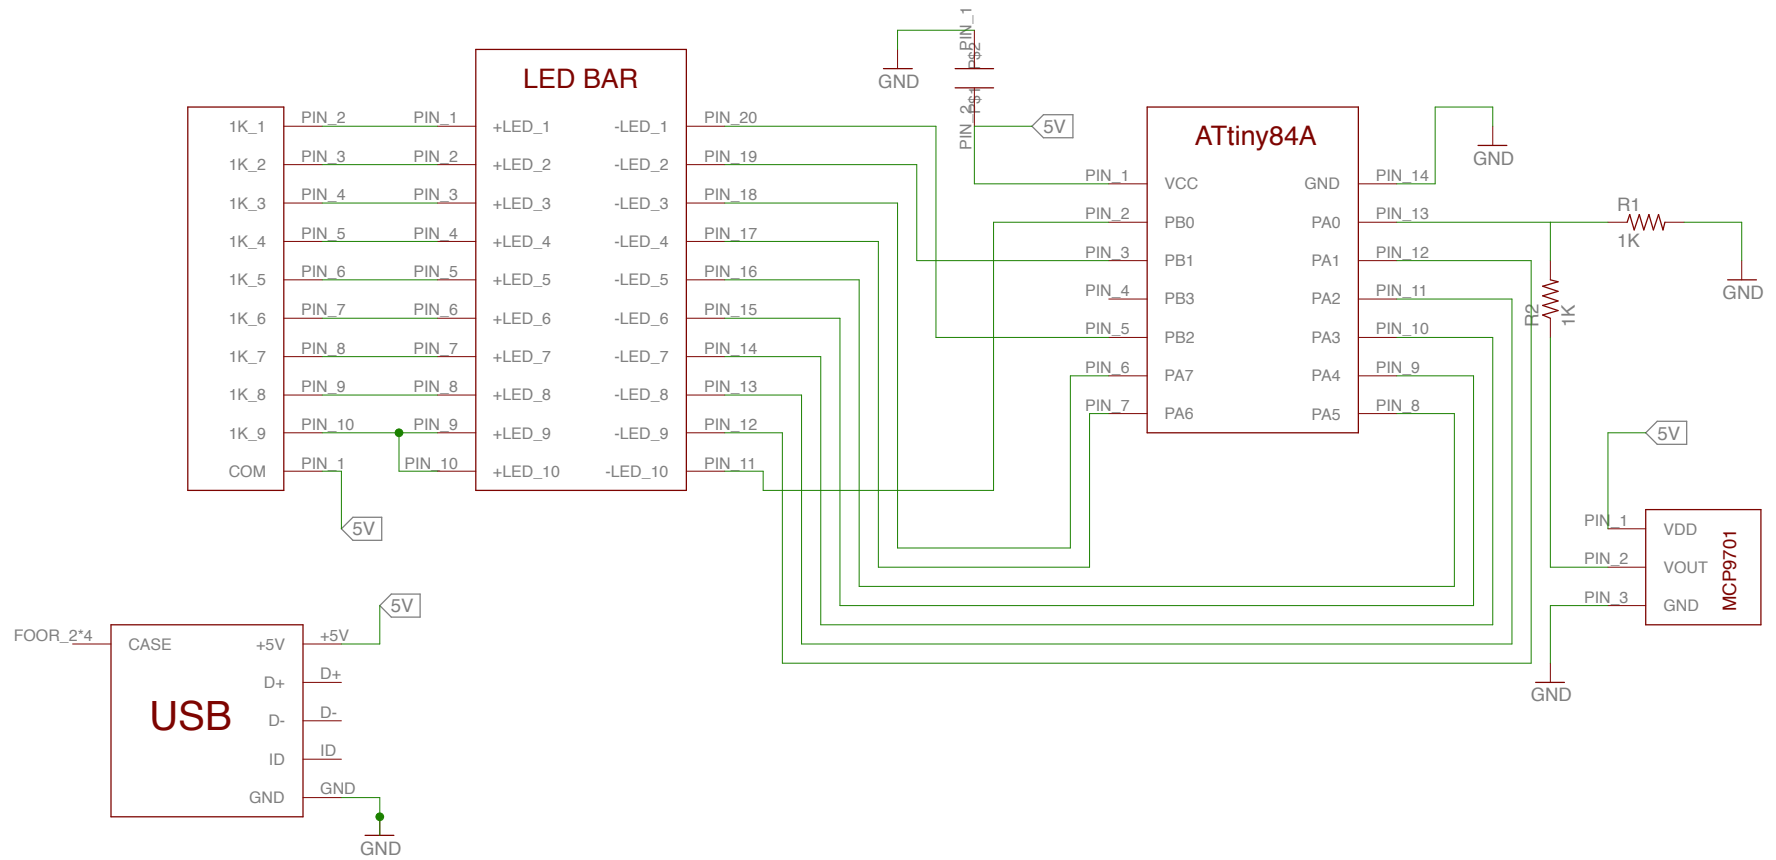 PIN_1
P$2
GND
P$1
PIN_2
5V
LED BAR
1K_1 PIN_2 PIN_1 +LED_1 -LED_1 PIN_20
1K_2 PIN_3 PIN_2 +LED_2 -LED_2 PIN_19
1K_3 PIN_4 PIN_3 +LED_3 -LED_3 PIN_18
1K_4 PIN_5 PIN_4 +LED_4 -LED_4 PIN_17
1K_5 PIN_6 PIN_5 +LED_5 -LED_5 PIN_16
1K_6 PIN_7 PIN_6 +LED_6 -LED_6 PIN_15
1K_7 PIN_8 PIN_7 +LED_7 -LED_7 PIN_14
1K_8 PIN_9 PIN_8 +LED_8 -LED_8 PIN_13
1K_9 PIN_10 PIN_9 +LED_9 -LED_9 PIN_12
COM PIN_1 PIN_10 +LED_10 -LED_10 PIN_11
5V
ATtiny84A
PIN_1 VCC GND PIN_14
PIN_2 PB0 PA0 PIN_13
PIN_3 PB1 PA1 PIN_12
PIN_4 PB3 PA2 PIN_11
PIN_5 PB2 PA3 PIN_10
PIN_6 PA7 PA4 PIN_9
PIN_7 PA6 PA5 PIN_8
GND
R1
1K
GND
R2
1K
5V
PIN_1 VDD
PIN_2 VOUT
PIN_3 GND
MCP9701
GND
5V
FOOR_2*4 CASE +5V +5V
D+ D+
USB
D- D-
ID ID
GND GND
GND